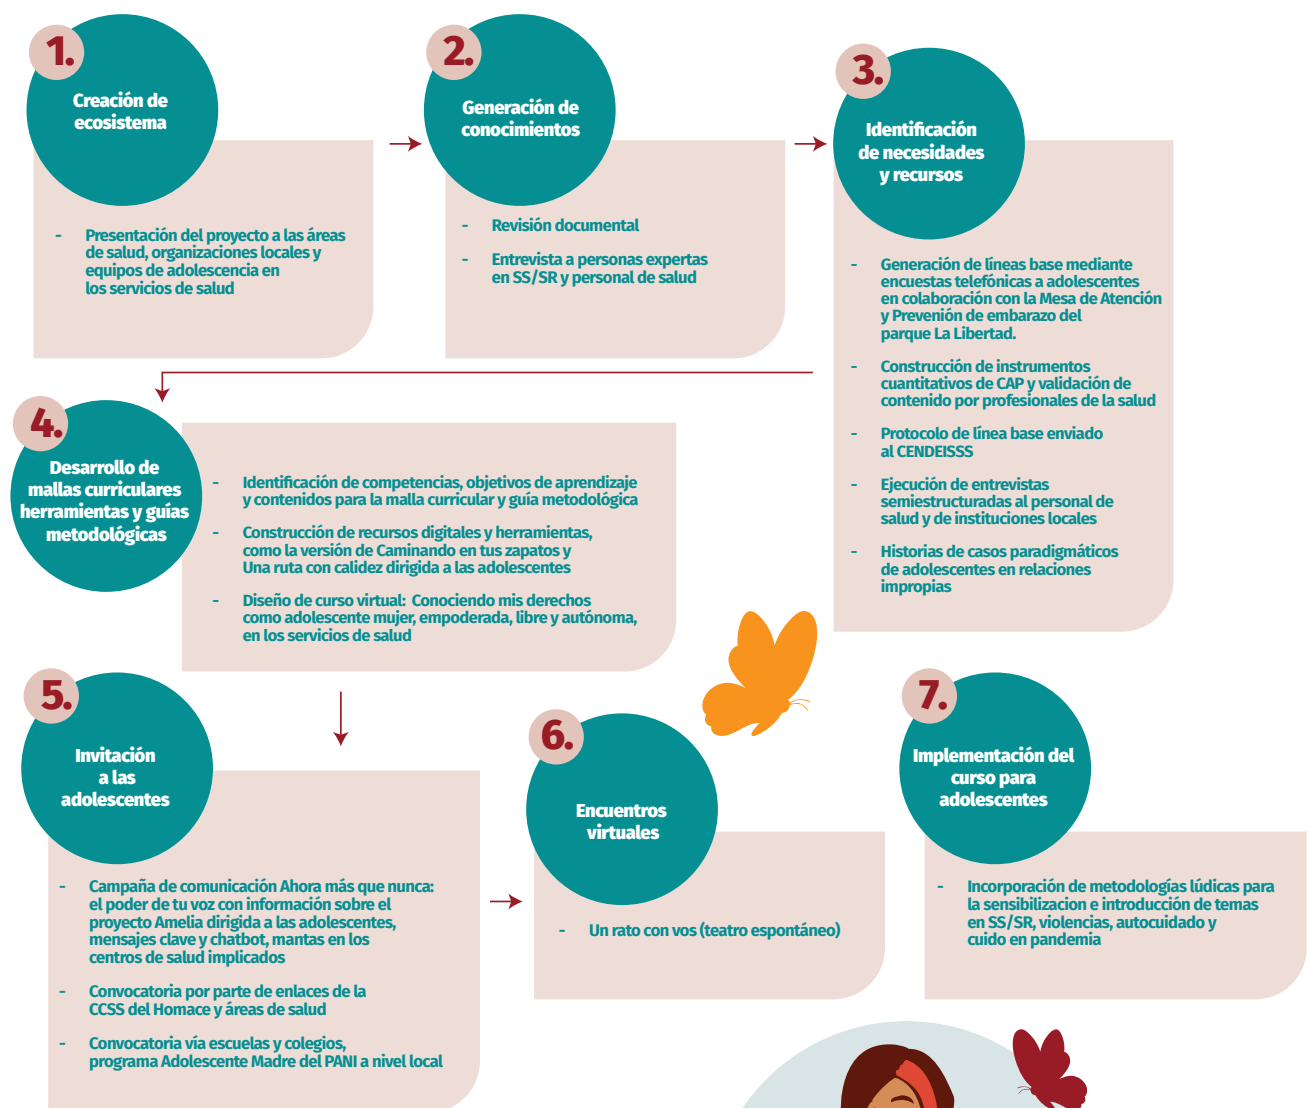 1.
Creación de
ecosistema
- Presentación del proyecto a las áreas
de salud, organizaciones locales y
equipos de adolescencia en
los servicios de salud
2.
Generación de
conocimientos
- Revisión documental
- Entrevista a personas expertas
en SS/SR y personal de salud
3.
Identificación
de necesidades
y recursos
- Generación de líneas base mediante
encuestas telefónicas a adolescentes
en colaboración con la Mesa de Atención
y Prevenión de embarazo del
parque La Libertad.
- Construcción de instrumentos
cuantitativos de CAP y validación de
contenido por profesionales de la salud
- Protocolo de línea base enviado
al CENDEISSS
- Ejecución de entrevistas
semiestructuradas al personal de
salud y de instituciones locales
- Historias de casos paradigmáticos
de adolescentes en relaciones
impropias
4.
Desarrollo de
mallas curriculares
herramientas y guías
metodológicas
- Identificación de competencias, objetivos de aprendizaje
y contenidos para la malla curricular y guía metodológica
- Construcción de recursos digitales y herramientas,
como la versión de Caminando en tus zapatos y
Una ruta con calidez dirigida a las adolescentes
- Diseño de curso virtual: Conociendo mis derechos
como adolescente mujer, empoderada, libre y autónoma,
en los servicios de salud
5.
Invitación
a las
adolescentes
- Campaña de comunicación Ahora más que nunca:
el poder de tu voz con información sobre el
proyecto Amelia dirigida a las adolescentes,
mensajes clave y chatbot, mantas en los
centros de salud implicados
- Convocatoria por parte de enlaces de la
CCSS del Homace y áreas de salud
- Convocatoria vía escuelas y colegios,
programa Adolescente Madre del PANI a nivel local
6.
Encuentros
virtuales
- Un rato con vos (teatro espontáneo)
7.
Implementación del
curso para
adolescentes
- Incorporación de metodologías lúdicas para
la sensibilizacion e introducción de temas
en SS/SR, violencias, autocuidado y
cuido en pandemia